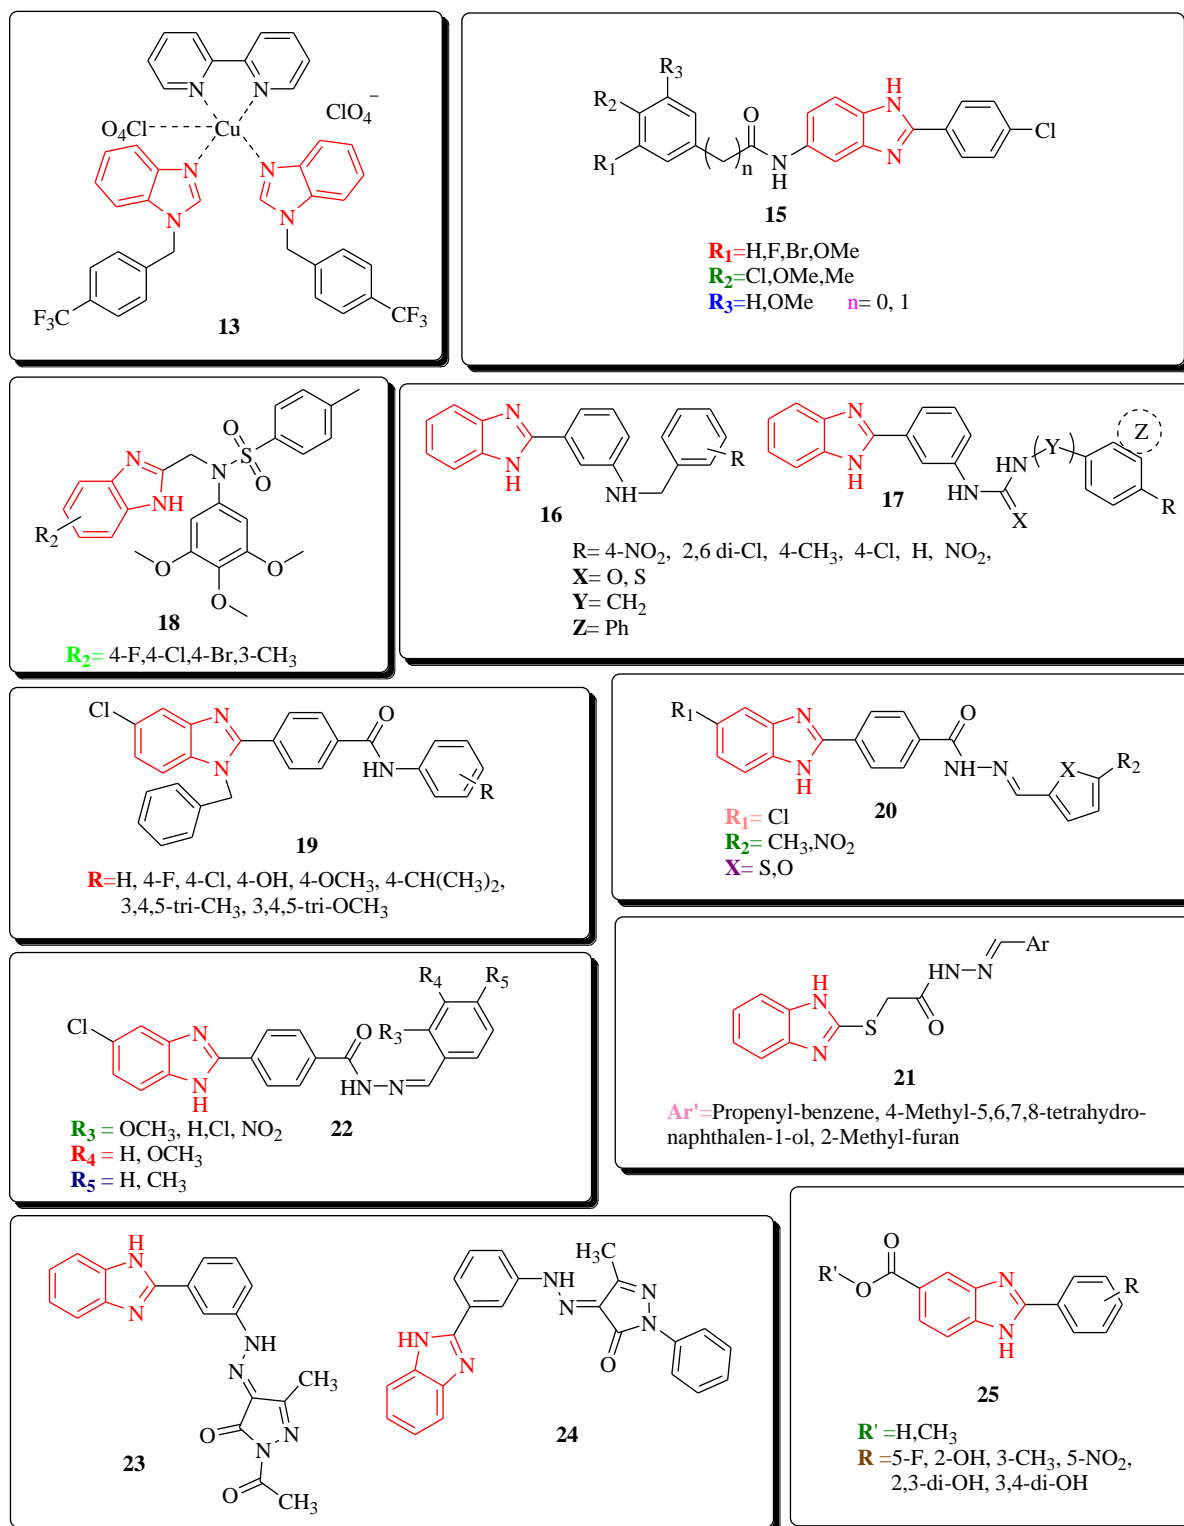 N
N
Cu
O4Cl
ClO4−
N
N
N
N
F3C
CF3
13
R3
R2
R1
O
n
N
H
H
N
N
Cl
15
R1=H,F,Br,OMe
R2=Cl,OMe,Me
R3=H,OMe n= 0, 1
O
S
O
N
N
NH
R2
O
O
O
18
R2= 4-F,4-Cl,4-Br,3-CH3
N
N
H
NH
R
16
N
N
H
NH
X
HN
Y
Z
R
17
R= 4-NO2, 2,6 di-Cl, 4-CH3, 4-Cl, H, NO2,
X= O, S
Y= CH2
Z= Ph
Cl
N
N
O
NH
R
19
R=H, 4-F, 4-Cl, 4-OH, 4-OCH3, 4-CH(CH3)2,
3,4,5-tri-CH3, 3,4,5-tri-OCH3
R1
N
N
H
O
NH
N
X
R2
20
R1= Cl
R2= CH3,NO2
X= S,O
Cl
N
N
H
O
HN
N
R3
R4
R5
22
R3= OCH3, H,Cl, NO2
R4 = H, OCH3
R5 = H, CH3
H
N
N
S
O
HN
N
Ar
21
Ar'=Propenyl-benzene, 4-Methyl-5,6,7,8-tetrahydro-
naphthalen-1-ol, 2-Methyl-furan
H
N
N
NH
N
CH3
O
N
N
O
CH3
23
HN
N
NH
N
H3C
N
N
O
24
O
R'
O
N
N
H
R
25
R' =H,CH3
R =5-F, 2-OH, 3-CH3, 5-NO2,
2,3-di-OH, 3,4-di-OH